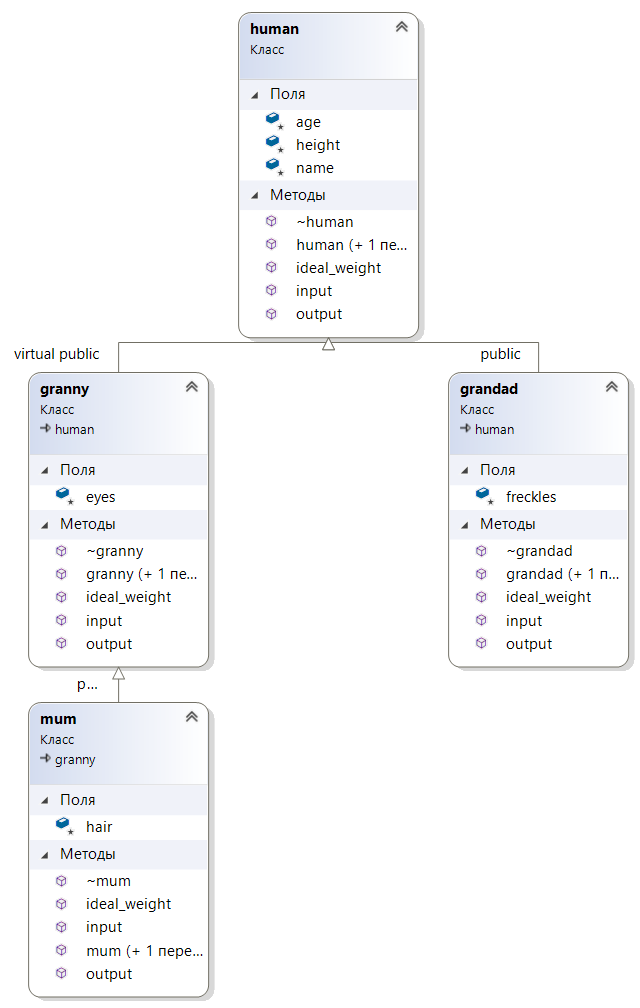 human
Класс
Поля
age
height
name
Методы
~human
human (+ 1 пе...
ideal_weight
input
output
virtual public
public
granny
Класс
human
Поля
eyes
Методы
~granny
granny (+ 1 пе...
ideal_weight
input
output
grandad
Класс
human
Поля
freckles
Методы
~grandad
grandad (+ 1 п...
ideal_weight
input
output
p...
mum
Класс
granny
Поля
hair
Методы
~mum
ideal_weight
input
mum (+ 1 пере...
output